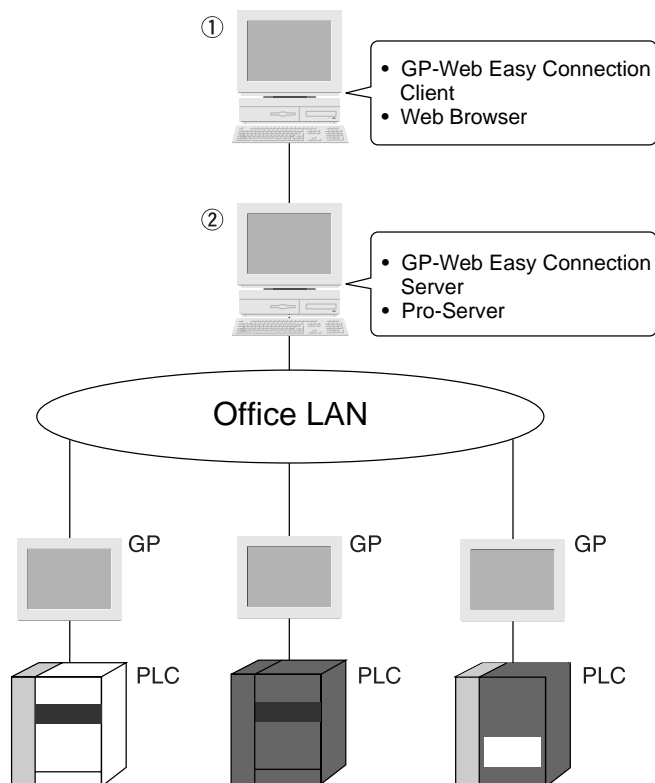 ①
• GP-Web Easy Connection
Client
• Web Browser
②
• GP-Web Easy Connection
Server
• Pro-Server
Office LAN
GP
GP
GP
PLC
PLC
PLC